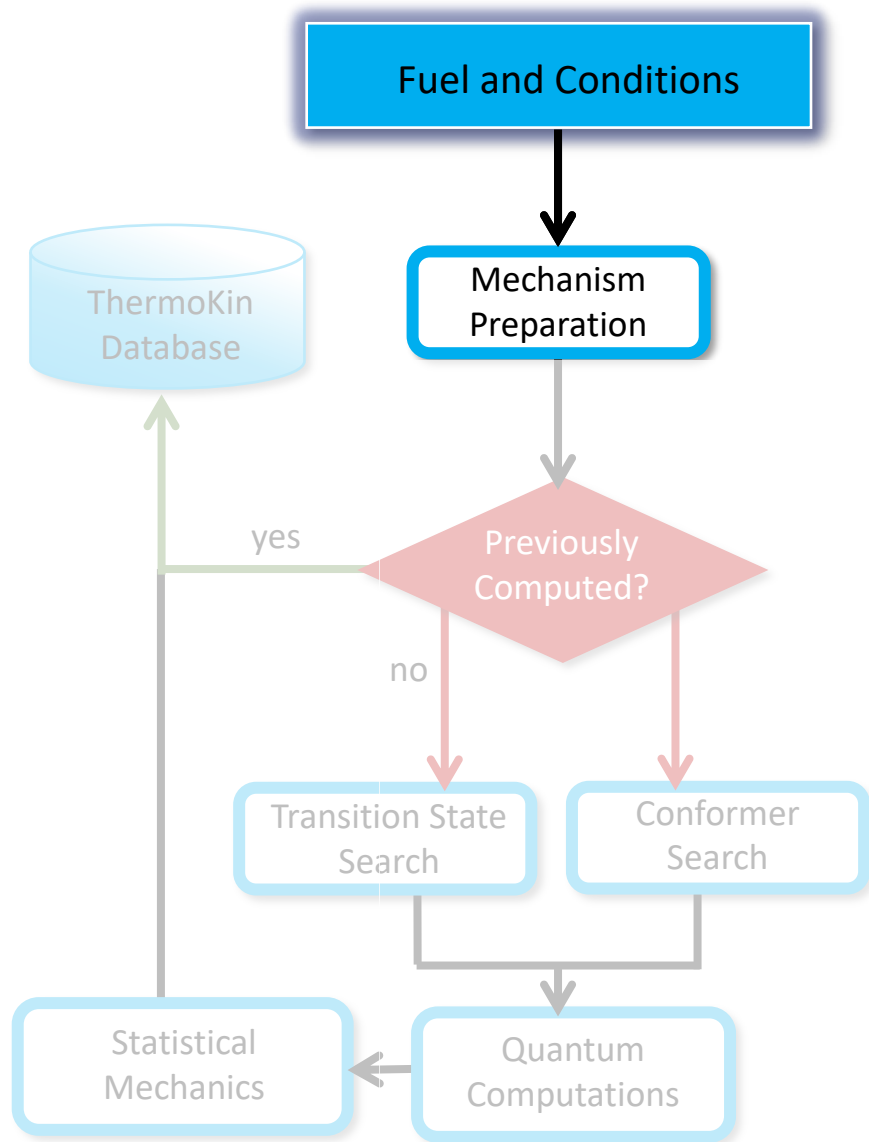 Fuel and Conditions
Mechanism
Preparation
ThermoKin
Database
yes
Previously
Computed?
no
Transition State
Search
Conformer
Search
Statistical
Mechanics
Quantum
Computations